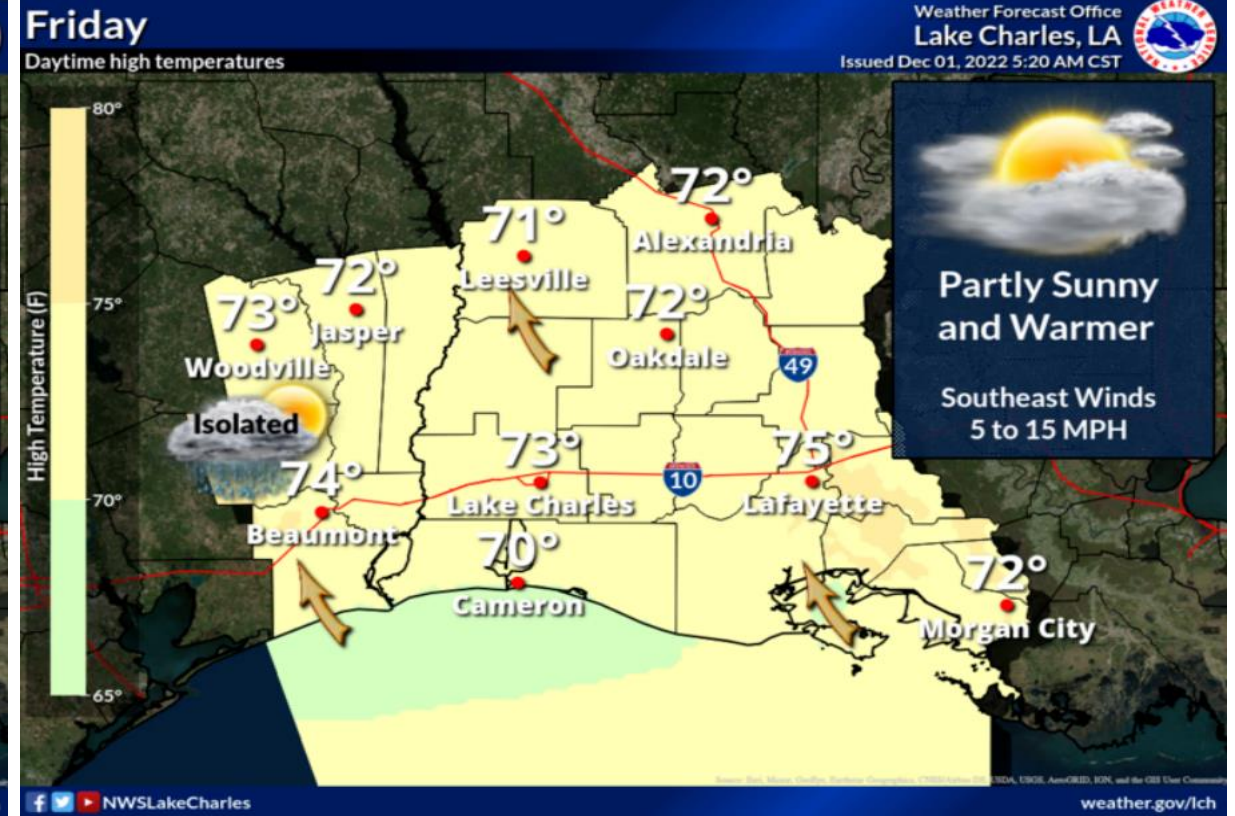 Friday
Daytime high temperatures
Weather Forecast Office
Lake Charles, LA
Issued Dec 01, 2022 5:20 AM CST
NATIONAL WEATHER SERVICE
High Temperature (F)
80°
75°
70°
65°
72°
Alexandria
71°
Leesville
72°
Jasper
73°
Woodville
72°
Oakdale
Isolated
49
74°
Beaumont
73°
Lake Charles
10
75°
Lafayette
70°
Cameron
72°
Morgan City
Partly Sunny
and Warmer
Southeast Winds
5 to 15 MPH
NWSLakeCharles
weather.gov/lch